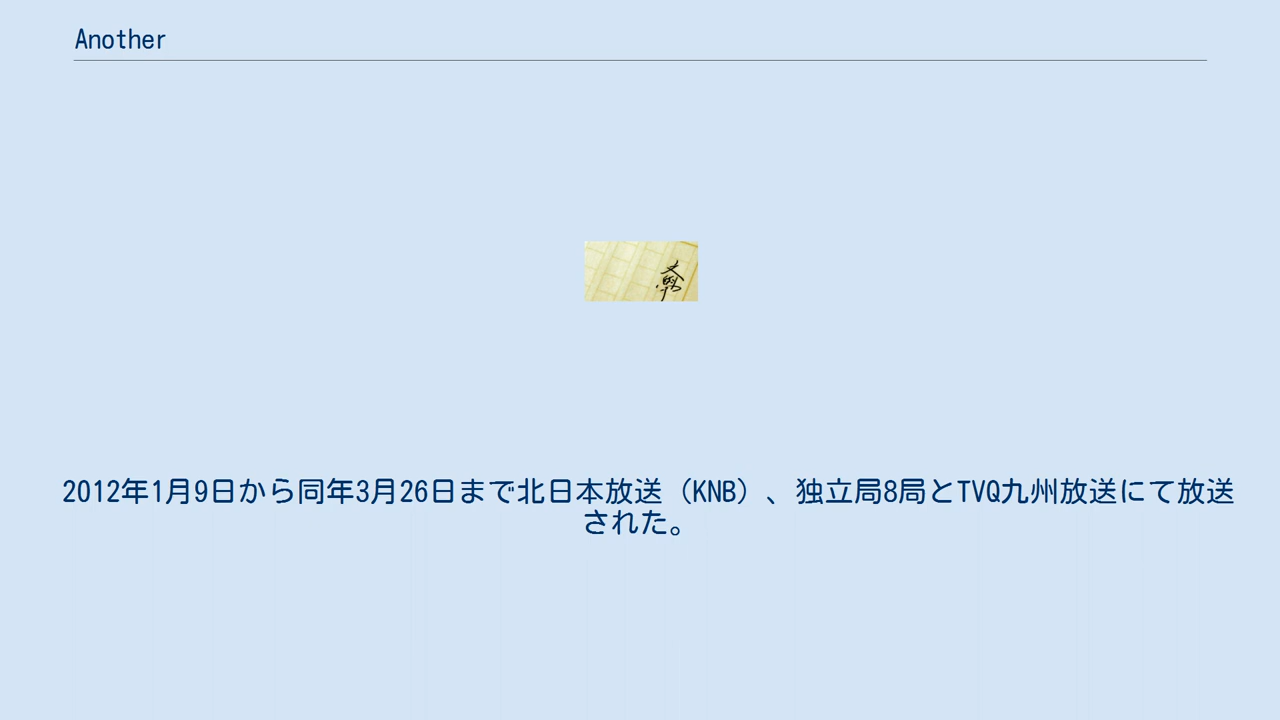 Another
2012年1月9日から同年3月26日まで北日本放送（KNB）、独立局8局とTVQ九州放送にて放送
された。